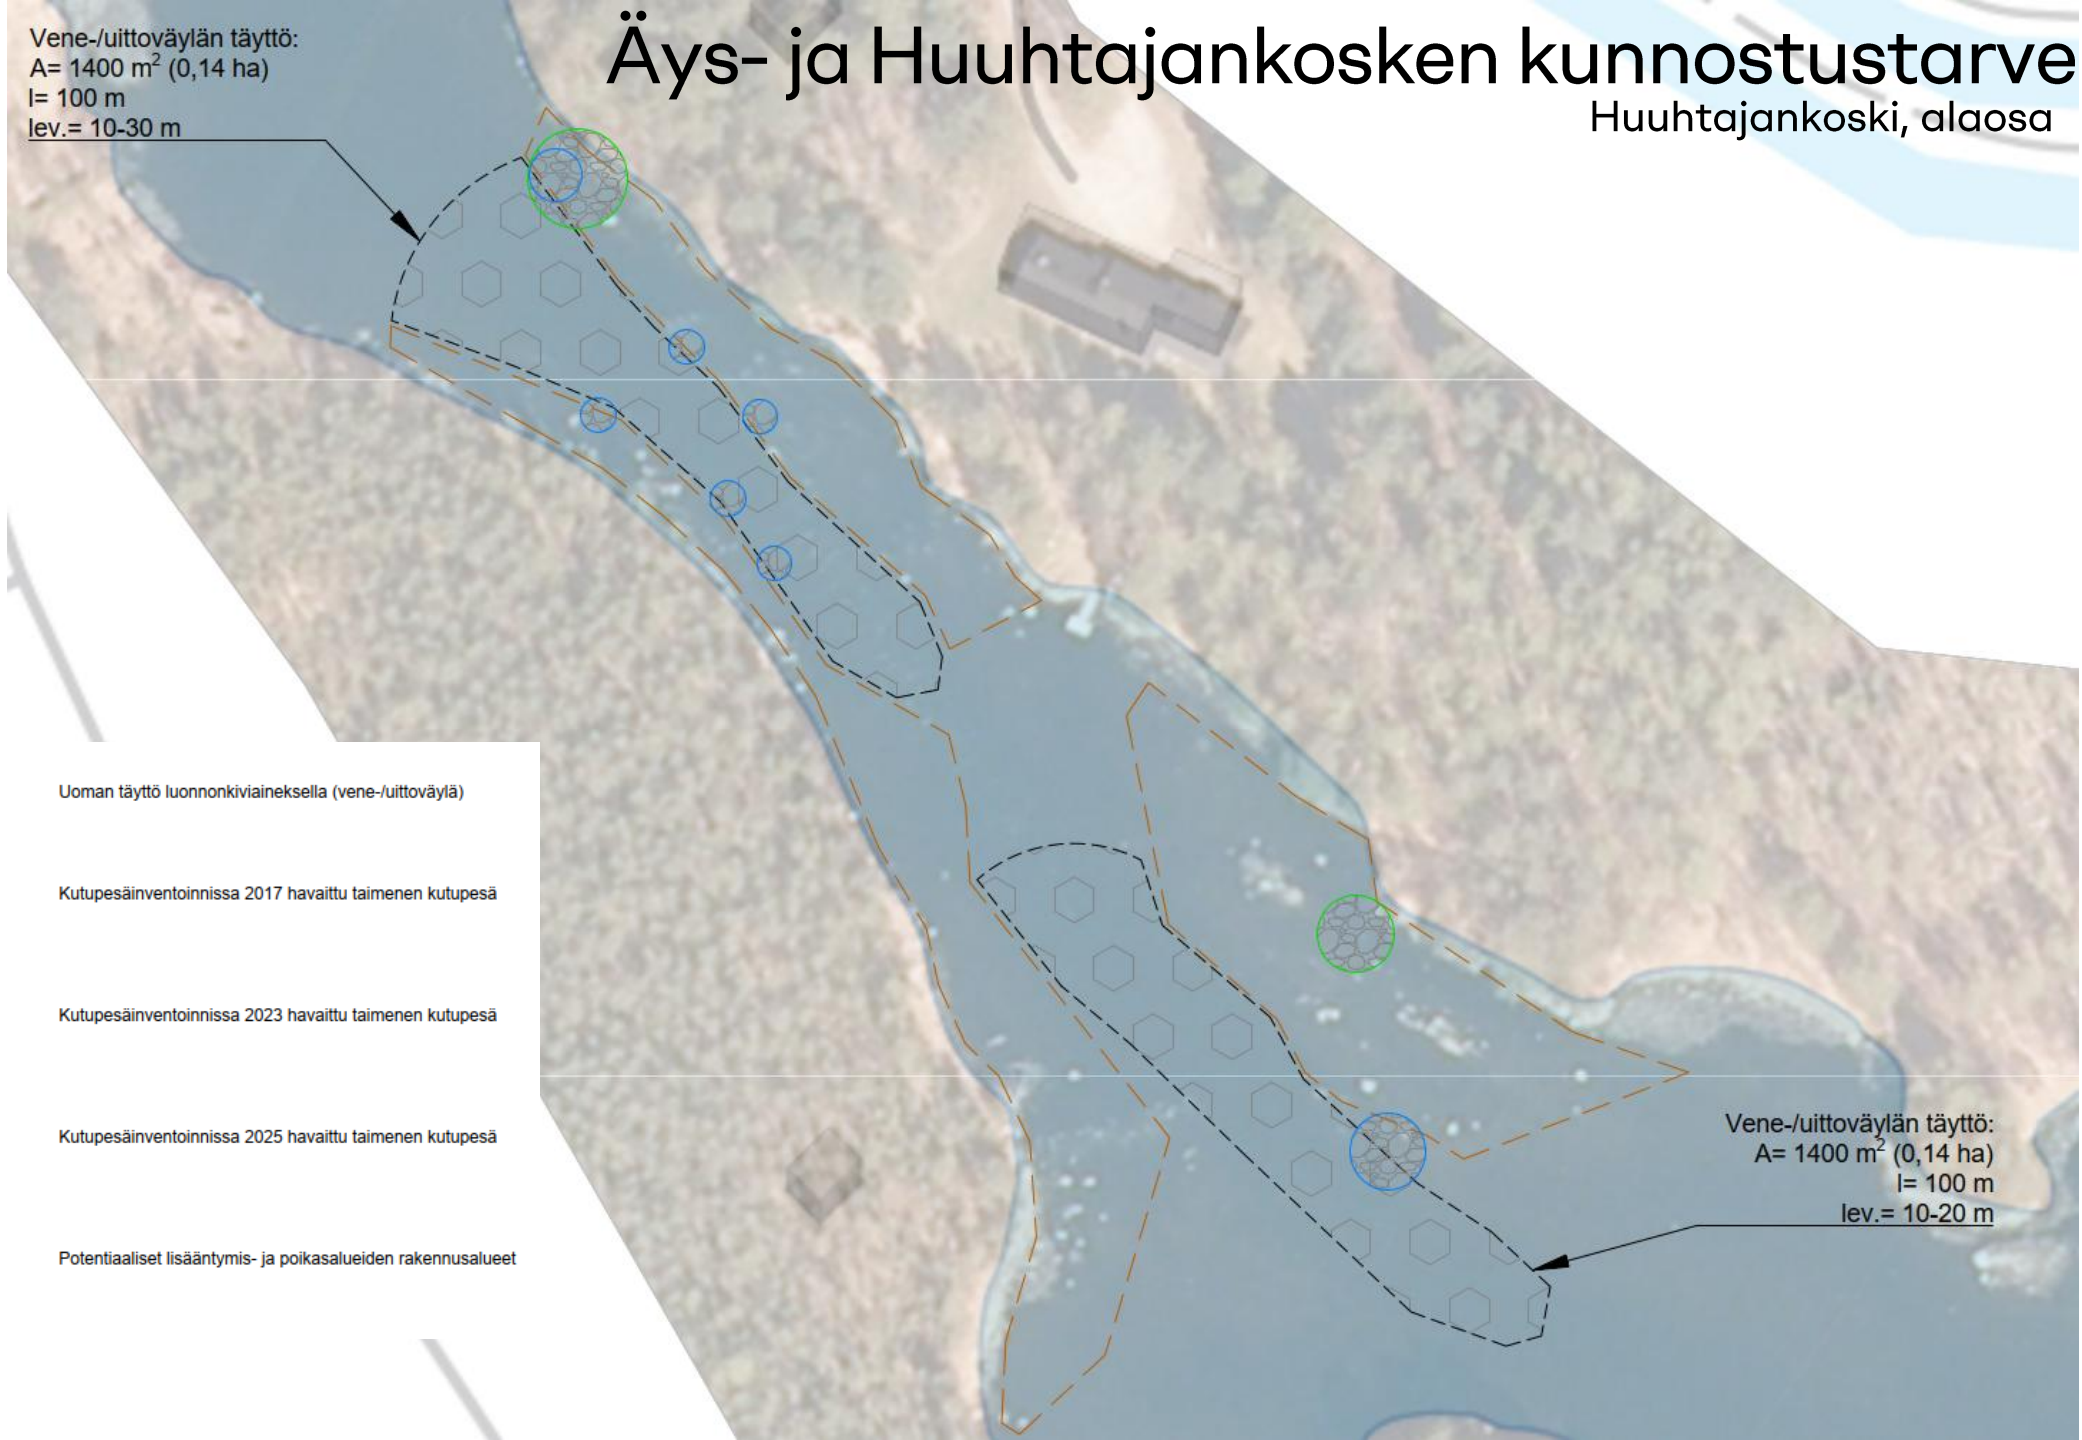 Äys- ja Huuhtajankosken kunnostustarve
Huuhtajankoski, alaosa
Vene-/uittoväylän täyttö:
A= 1400 m² (0,14 ha)
l= 100 m
lev.= 10-30 m
Uoman täyttö luonnonkiviaineksella (vene-/uittoväylä)
Kutupesäinventoinnissa 2017 havaittu taimenen kutupesä
Kutupesäinventoinnissa 2023 havaittu taimenen kutupesä
Kutupesäinventoinnissa 2025 havaittu taimenen kutupesä
Potentiaaliset lisääntymis- ja poikasalueiden rakennusalueet
Vene-/uittoväylän täyttö:
A= 1400 m² (0,14 ha)
l= 100 m
lev.= 10-20 m